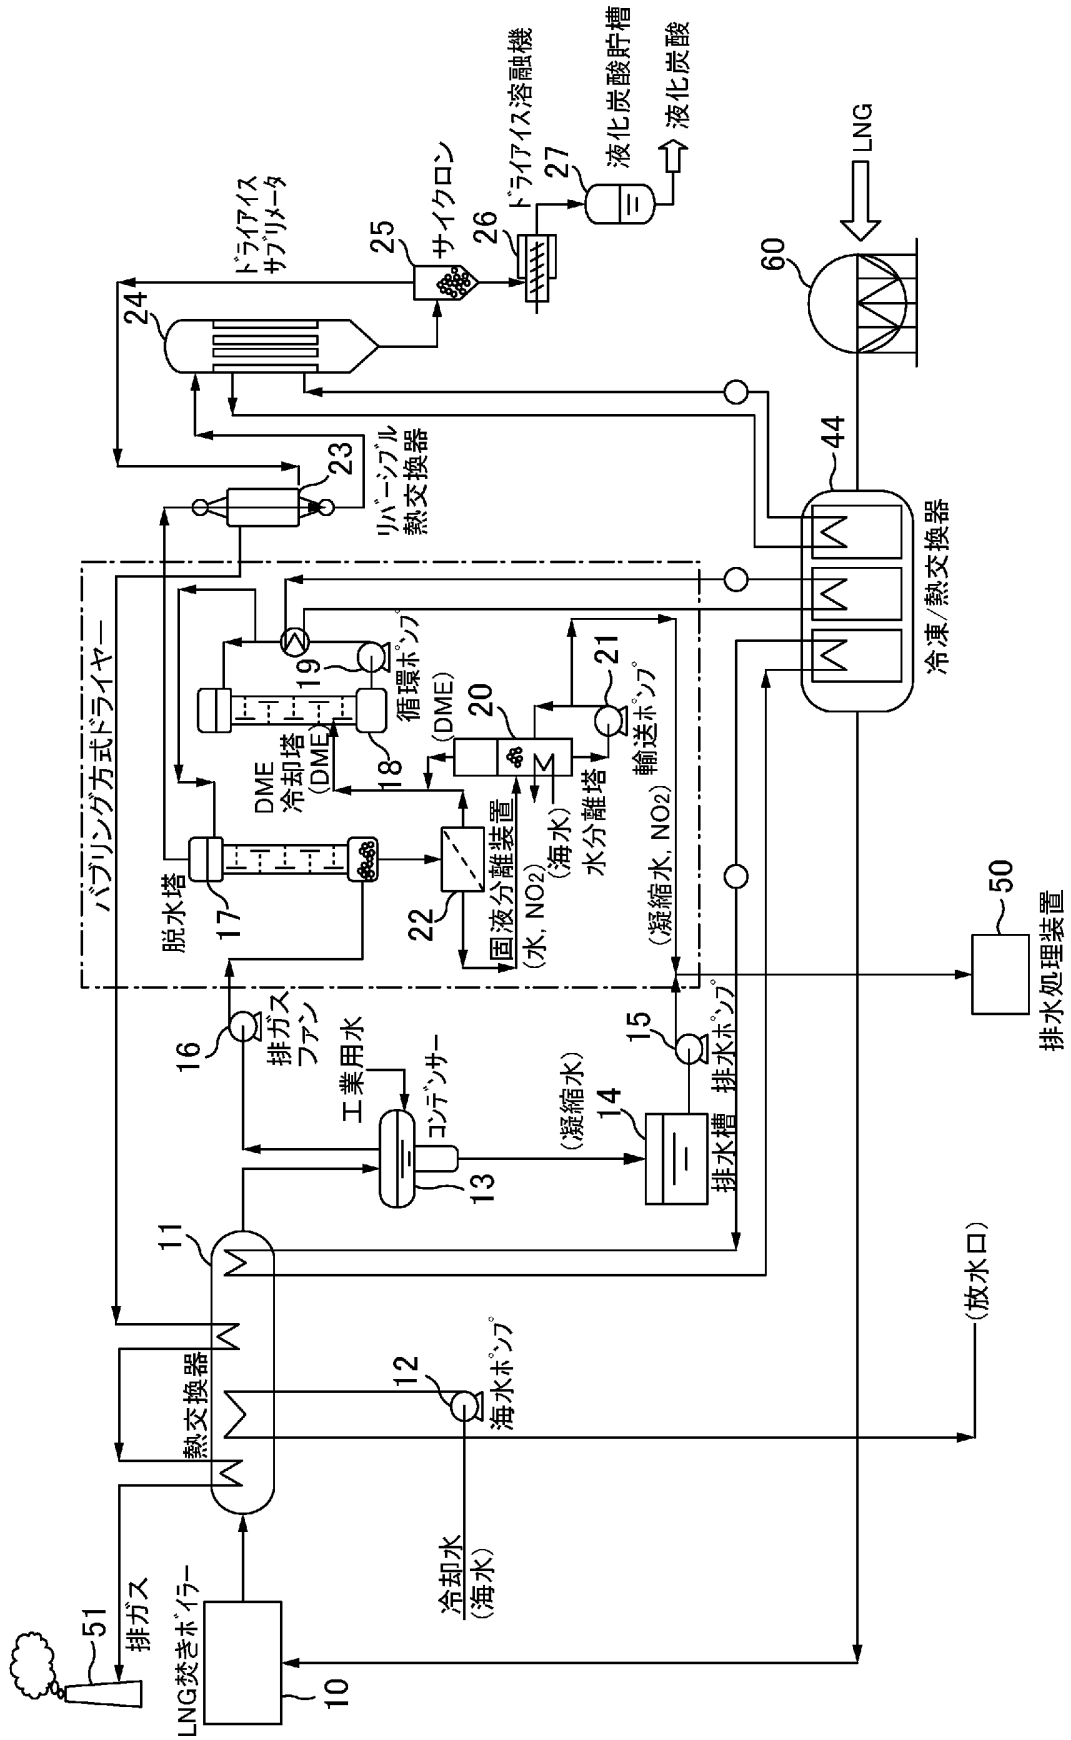 51
排ガス
LNG焚きボイラー
10
熱交換器
11
冷却水
(海水)
12
海水ポンプ
(放水口)
工業用水
コンデンサー
13
(凝縮水)
14
排水槽
15
排水ポンプ
16
排ガス
ファン
50
排水処理装置
バブリング方式ドライヤー
脱水塔
17
DME
冷却塔
(DME)
18
19
循環ポンプ
(DME)
20
22
固液分離装置
(水, NO2)
(海水)
水分離塔
21
輸送ポンプ
(凝縮水, NO2)
23
リバーシブル
熱交換器
24
ドライアイス
サブリメータ
25
サイクロン
26
ドライアイス溶融機
27
液化炭酸貯槽
液化炭酸
44
冷凍/熱交換器
60
LNG